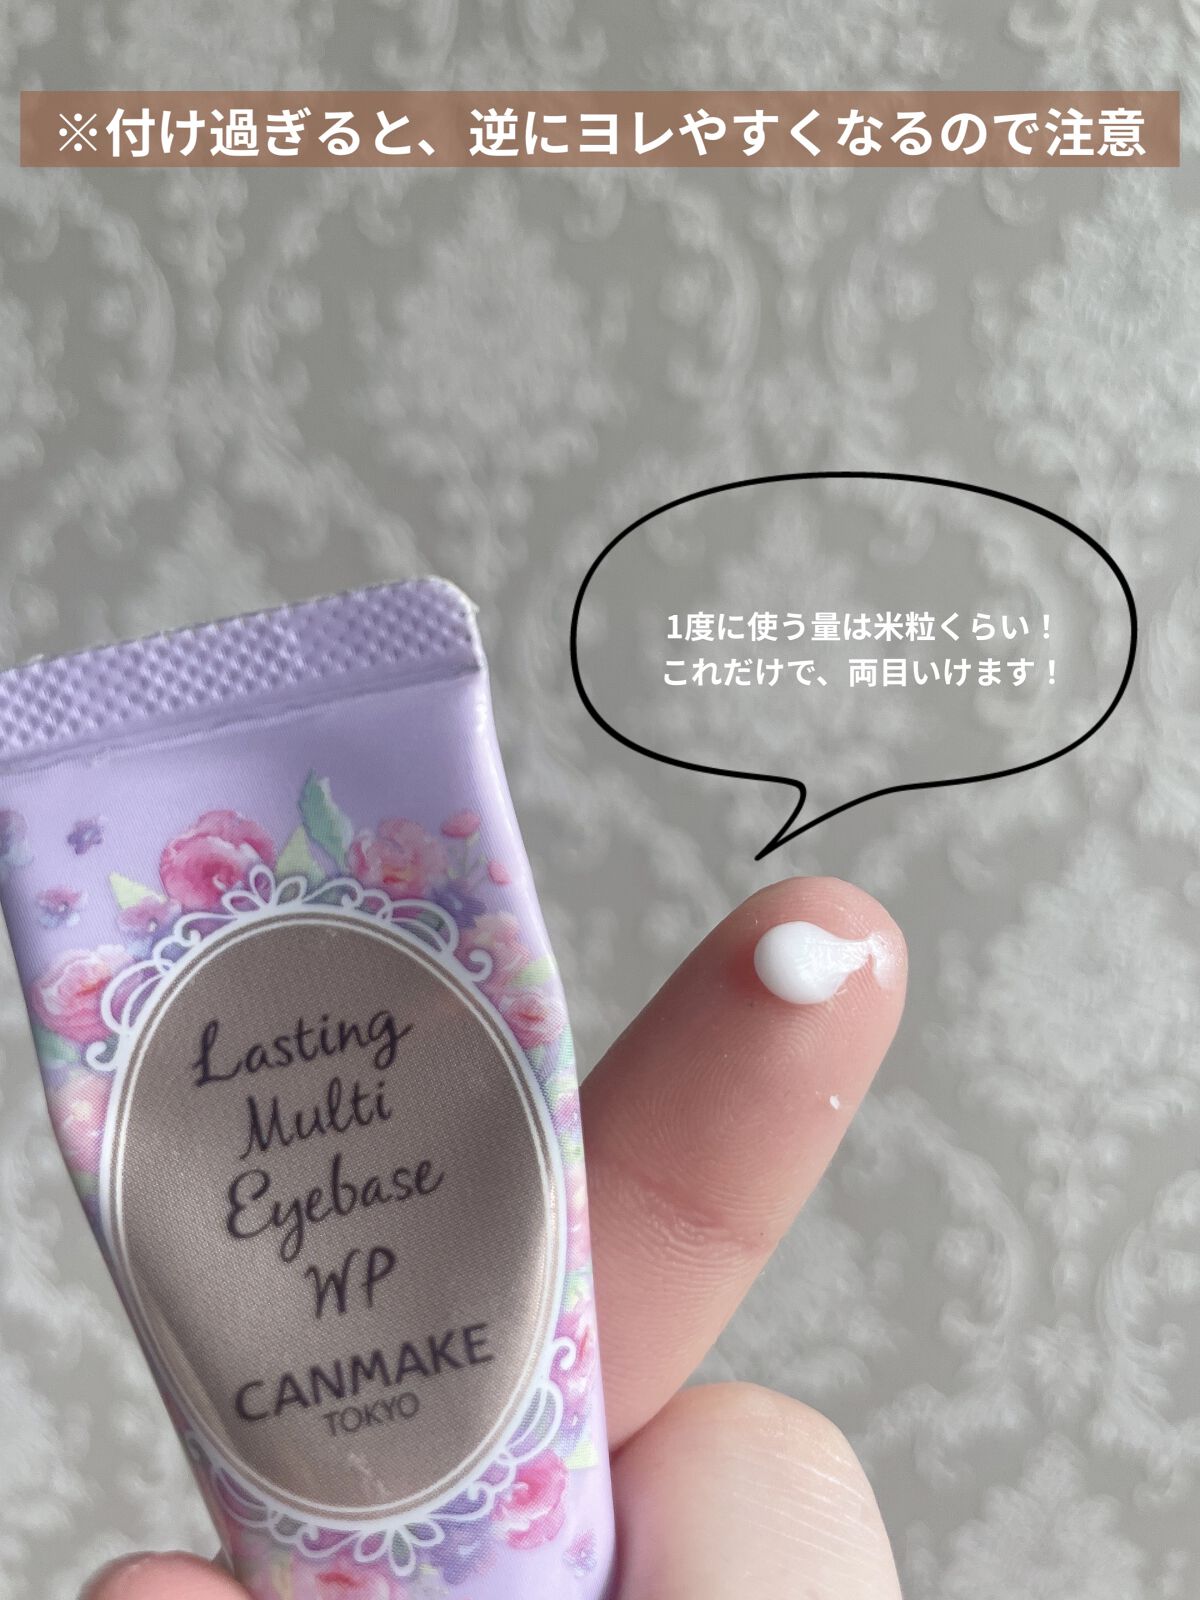 ※付け過ぎると、逆にヨレやすくなるので注意
1度に使う量は米粒くらい！
これだけで、両目いけます！
Lasting
Multi
Eyebase
WP
CANMAKE
TOKYO